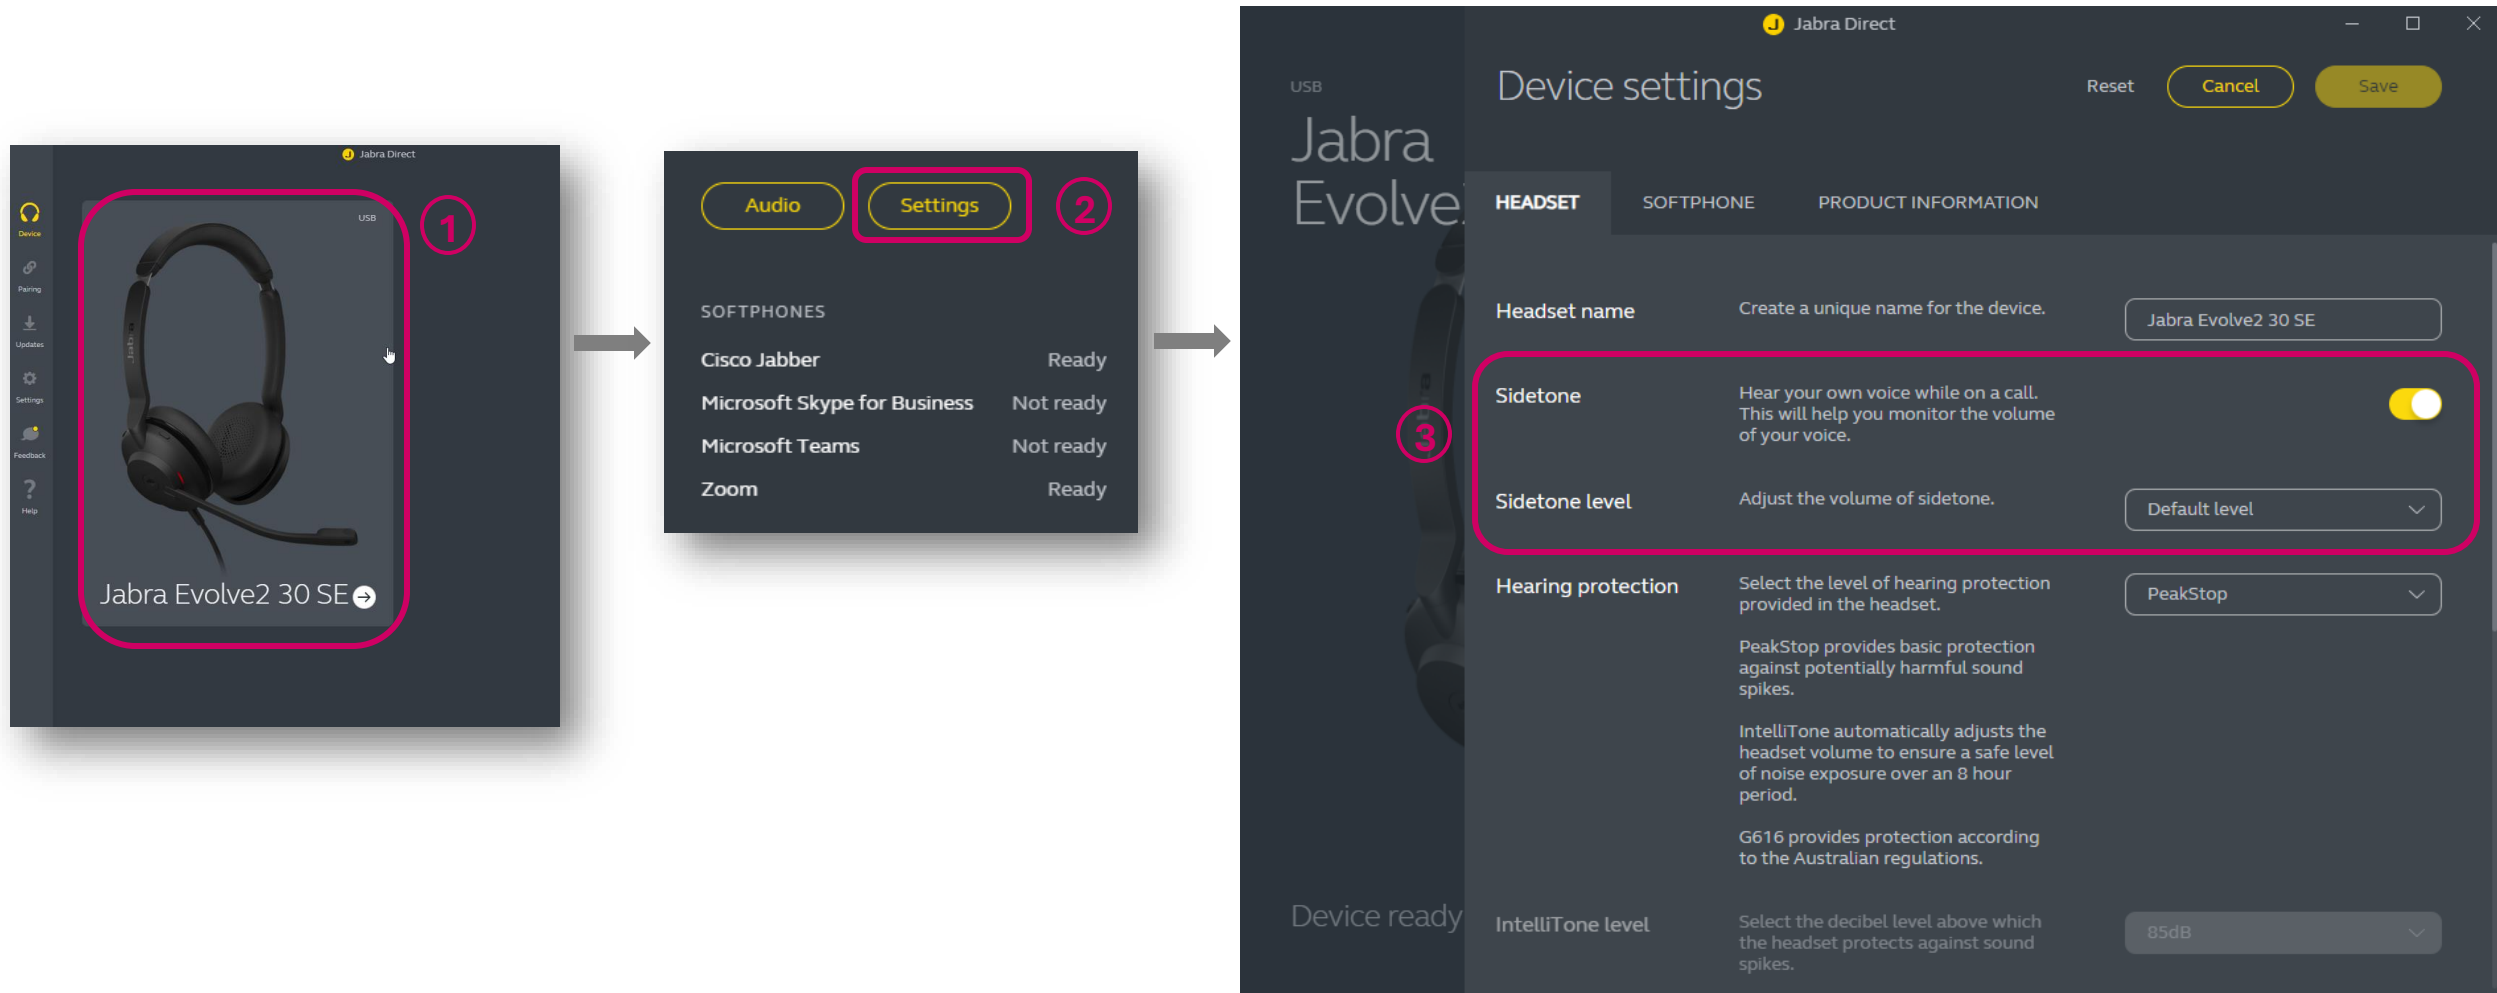 Jabra Direct
Device
Pairing
Updates
Settings
Feedback
Help
USB
Jabra
Jabra Evolve2 30 SE
1
Audio
Settings
2
SOFTPHONES
Cisco Jabber Ready
Microsoft Skype for Business Not ready
Microsoft Teams Not ready
Zoom Ready
Jabra Direct
USB
Jabra
Evolve2
Device ready
3
Device settings
Reset
Cancel
Save
HEADSET SOFTPHONE PRODUCT INFORMATION
Headset name
Create a unique name for the device.
Jabra Evolve2 30 SE
Sidetone
Hear your own voice while on a call.
This will help you monitor the volume
of your voice.
Sidetone level
Adjust the volume of sidetone.
Default level
Hearing protection
Select the level of hearing protection
provided in the headset.
PeakStop
PeakStop provides basic protection
against potentially harmful sound
spikes.
IntelliTone automatically adjusts the
headset volume to ensure a safe level
of noise exposure over an 8 hour
period.
G616 provides protection according
to the Australian regulations.
IntelliTone level
Select the decibel level above which
the headset protects against sound
spikes.
85dB